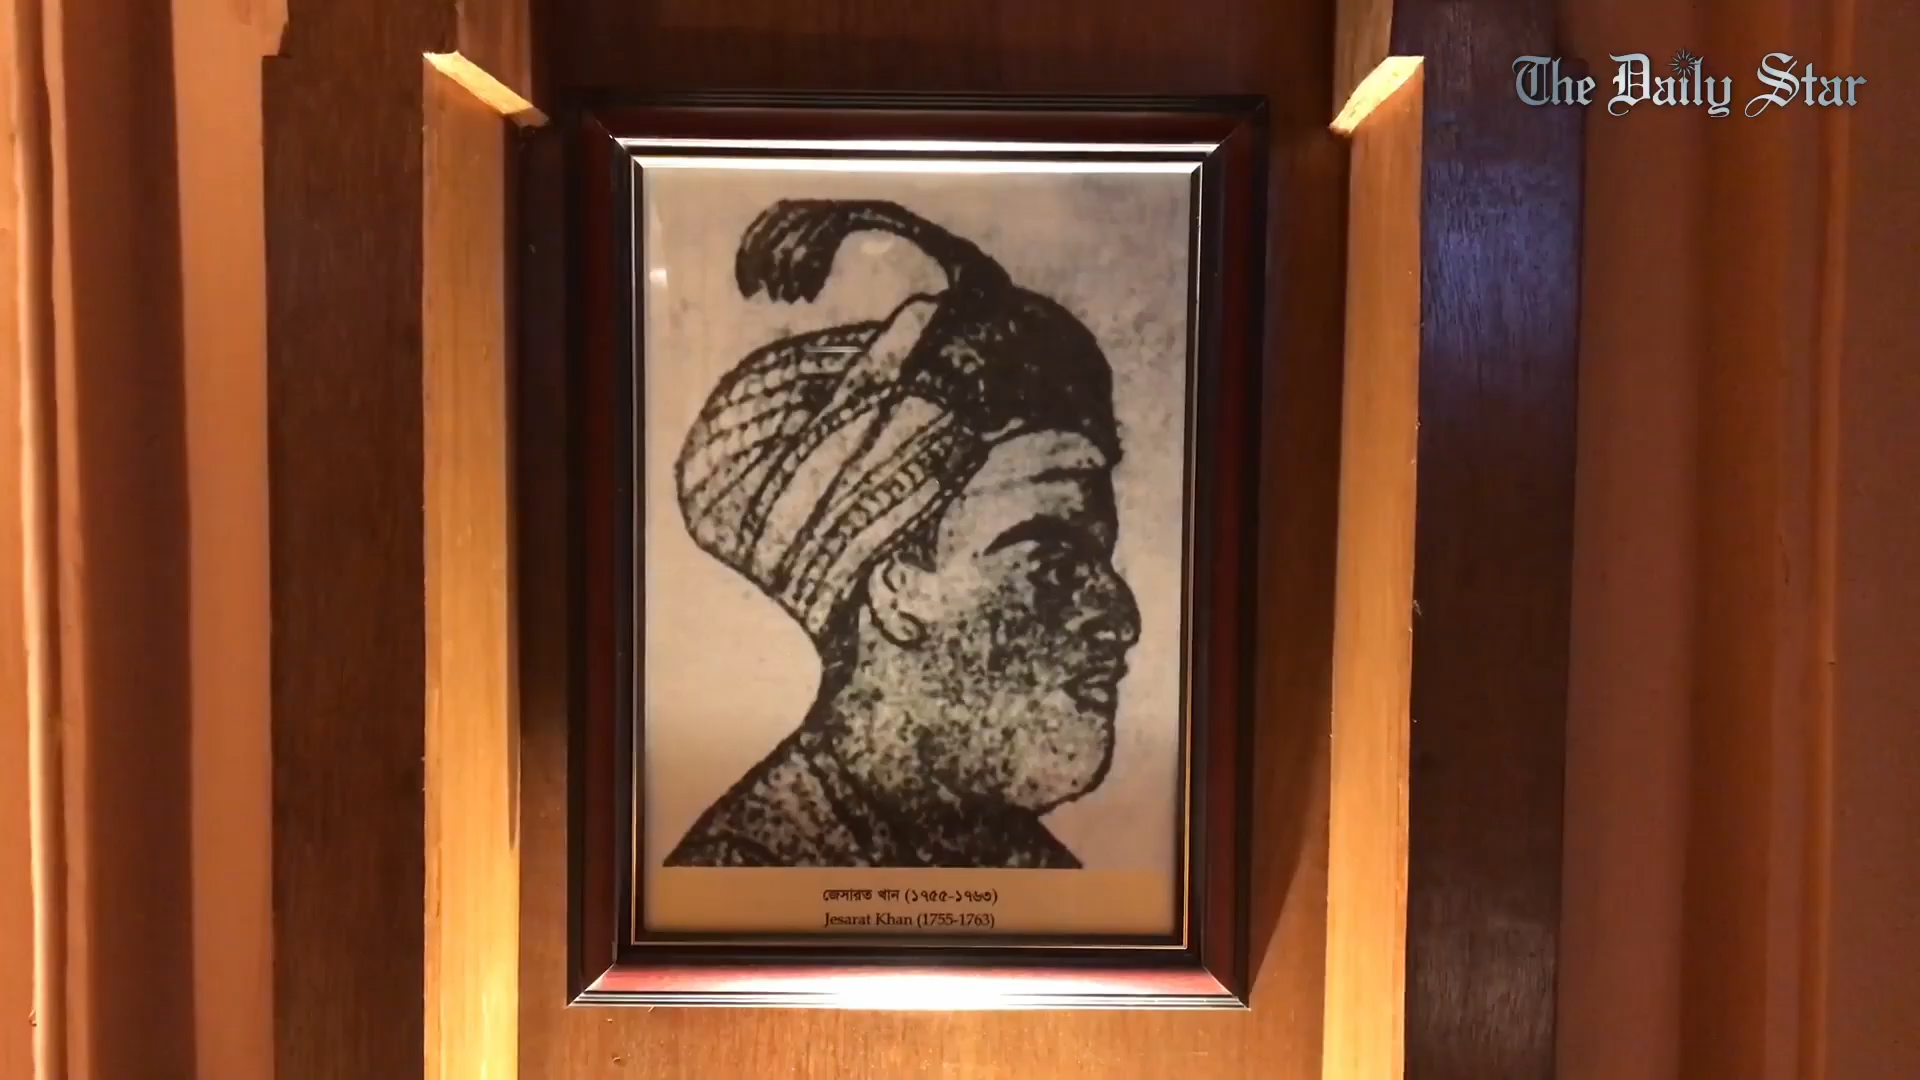 The Daily Star
জেসারত খান (১৭৫৫-১৭৬৩)
Jesarat Khan (1755-1763)